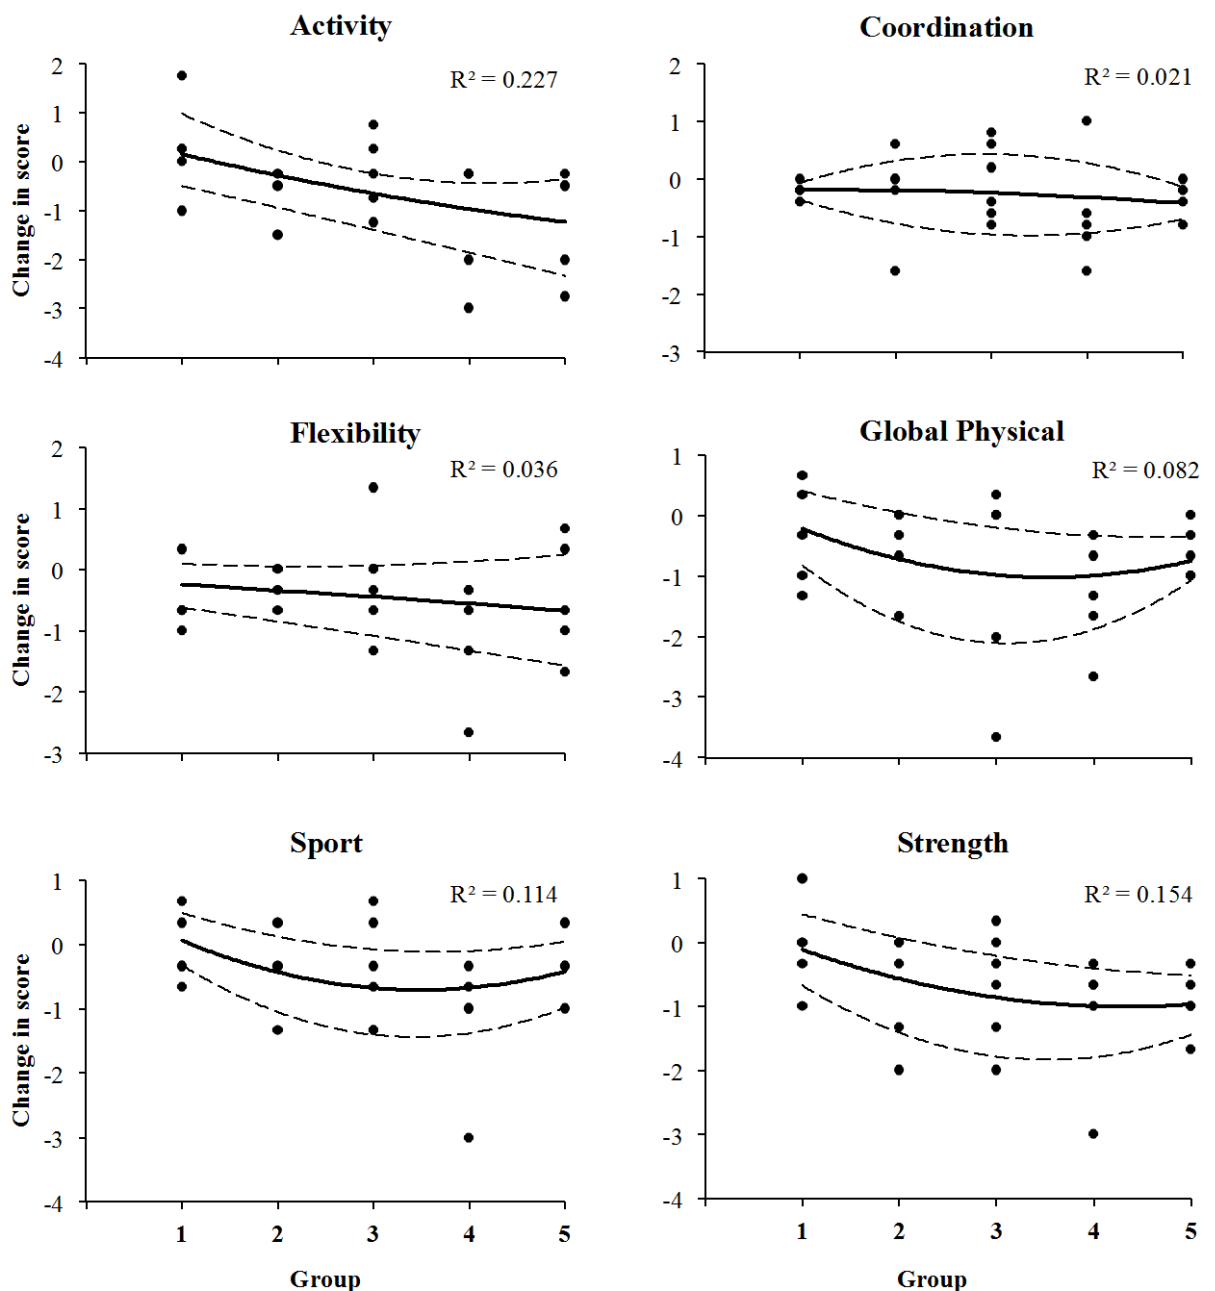 Activity
R² = 0.227
Change in score
2
1
0
-1
-2
-3
-4
Coordination
R² = 0.021
2
1
0
-1
-2
-3
Flexibility
R² = 0.036
Change in score
2
1
0
-1
-2
-3
Global Physical
R² = 0.082
1
0
-1
-2
-3
-4
Sport
R² = 0.114
Change in score
1
0
-1
-2
-3
-4
1 2 3 4 5
Group
Strength
R² = 0.154
1
0
-1
-2
-3
-4
1 2 3 4 5
Group